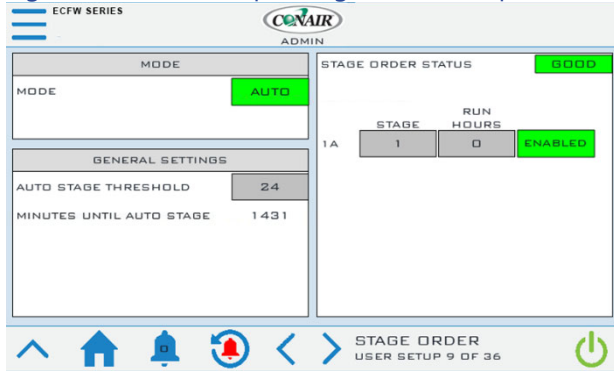 ECFW SERIES
CONAIR
ADMIN
MODE
MODE AUTO
GENERAL SETTINGS
AUTO STAGE THRESHOLD 24
MINUTES UNTIL AUTO STAGE 1431
STAGE ORDER STATUS GOOD
STAGE RUN HOURS
1A 1 0 ENABLED
0
STAGE ORDER
USER SETUP 9 OF 36